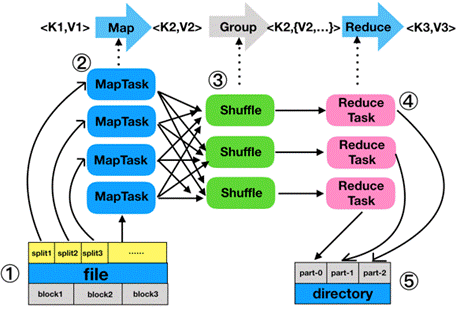 <K1,V1> Map <K2,V2> Group <K2,{V2,...}> Reduce <K3,V3>
②
MapTask
MapTask
MapTask
MapTask
③
Shuffle
Shuffle
Shuffle
④
Reduce
Task
Reduce
Task
Reduce
Task
①
split1 split2 split3 ......
file
block1 block2 block3
⑤
part-0 part-1 part-2
directory